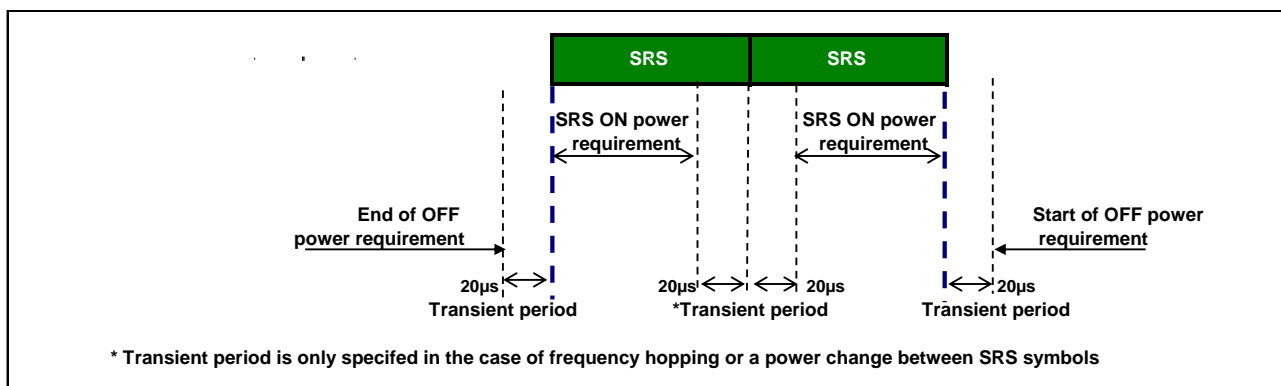 SRS SRS
SRS ON power requirement
SRS ON power requirement
End of OFF power requirement
Start of OFF power requirement
20µs 20µs 20µs 20µs
Transient period *Transient period Transient period
* Transient period is only specifed in the case of frequency hopping or a power change between SRS symbols